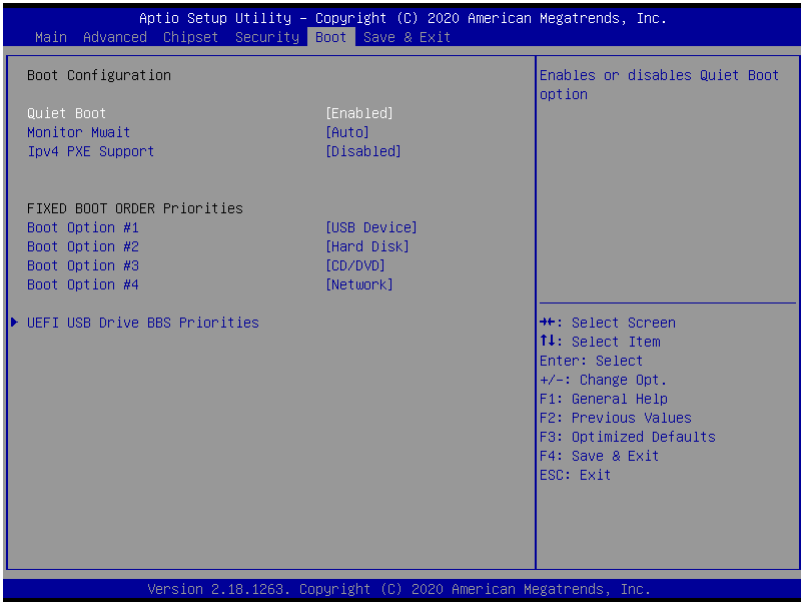 Aptio Setup Utility – Copyright (C) 2020 American Megatrends, Inc.
Main Advanced Chipset Security Boot Save & Exit
Boot Configuration
Quiet Boot [Enabled]
Monitor Mwait [Auto]
Ipv4 PXE Support [Disabled]
FIXED BOOT ORDER Priorities
Boot Option #1 [USB Device]
Boot Option #2 [Hard Disk]
Boot Option #3 [CD/DVD]
Boot Option #4 [Network]
UEFI USB Drive BBS Priorities
Enables or disables Quiet Boot
option
→←: Select Screen
↑↓: Select Item
Enter: Select
+/-: Change Opt.
F1: General Help
F2: Previous Values
F3: Optimized Defaults
F4: Save & Exit
ESC: Exit
Version 2.18.1263. Copyright (C) 2020 American Megatrends, Inc.